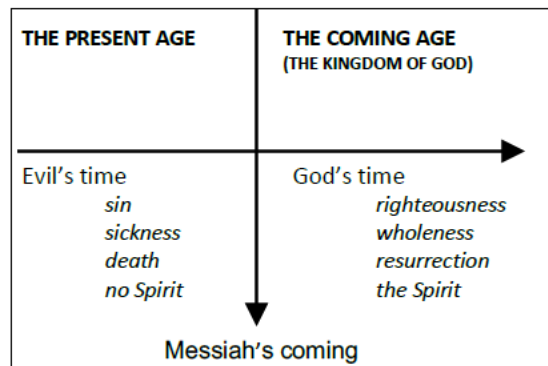 THE PRESENT AGE
THE COMING AGE
(THE KINGDOM OF GOD)
Evil's time
sin
sickness
death
no Spirit
God's time
righteousness
wholeness
resurrection
the Spirit
Messiah's coming